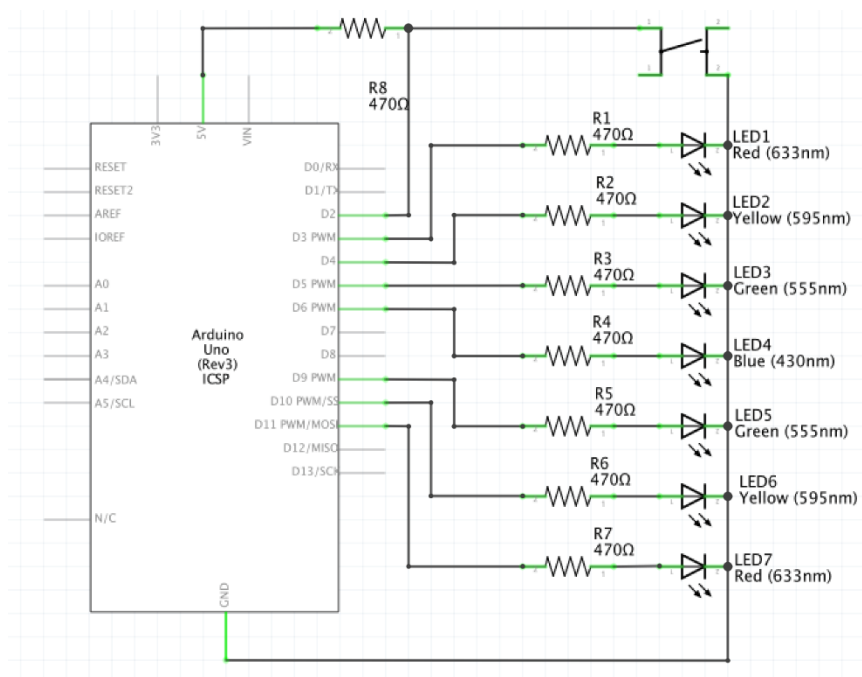 R8
470Ω
3V3
5V
VIN
RESET
RESET2
AREF
IOREF
A0
A1
A2
A3
A4/SDA
A5/SCL
N/C
Arduino
Uno
(Rev3)
ICSP
D0/RX
D1/TX
D2
D3 PWM
D4
D5 PWM
D6 PWM
D7
D8
D9 PWM
D10 PWM/SS
D11 PWM/MOSI
D12/MISO
D13/SCK
GND
R1
470Ω
LED1
Red (633nm)
R2
470Ω
LED2
Yellow (595nm)
R3
470Ω
LED3
Green (555nm)
R4
470Ω
LED4
Blue (430nm)
R5
470Ω
LED5
Green (555nm)
R6
470Ω
LED6
Yellow (595nm)
R7
470Ω
LED7
Red (633nm)